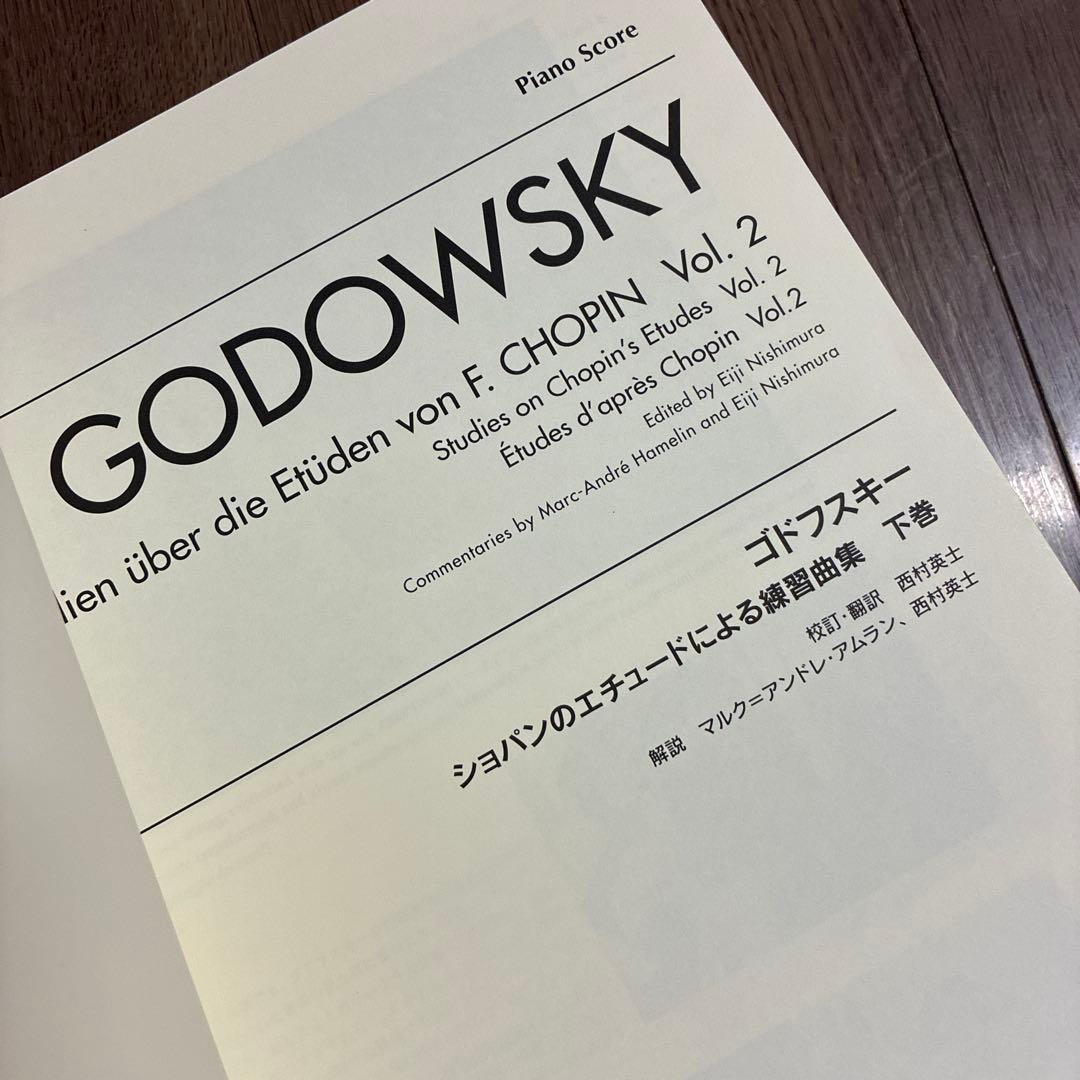 Piano Score
GODOWSKY
lien über die Etüden von F. CHOPIN Vol. 2
Studies on Chopin's Etudes Vol. 2
Études d'après Chopin Vol.2
Edited by Eiji Nishimura
Commentaries by Marc-André Hamelin and Eiji Nishimura
ゴドフスキー
ショパンのエチュードによる練習曲集 下巻
校訂・翻訳 西村英士
解説 マルク=アンドレ・アムラン、西村英士